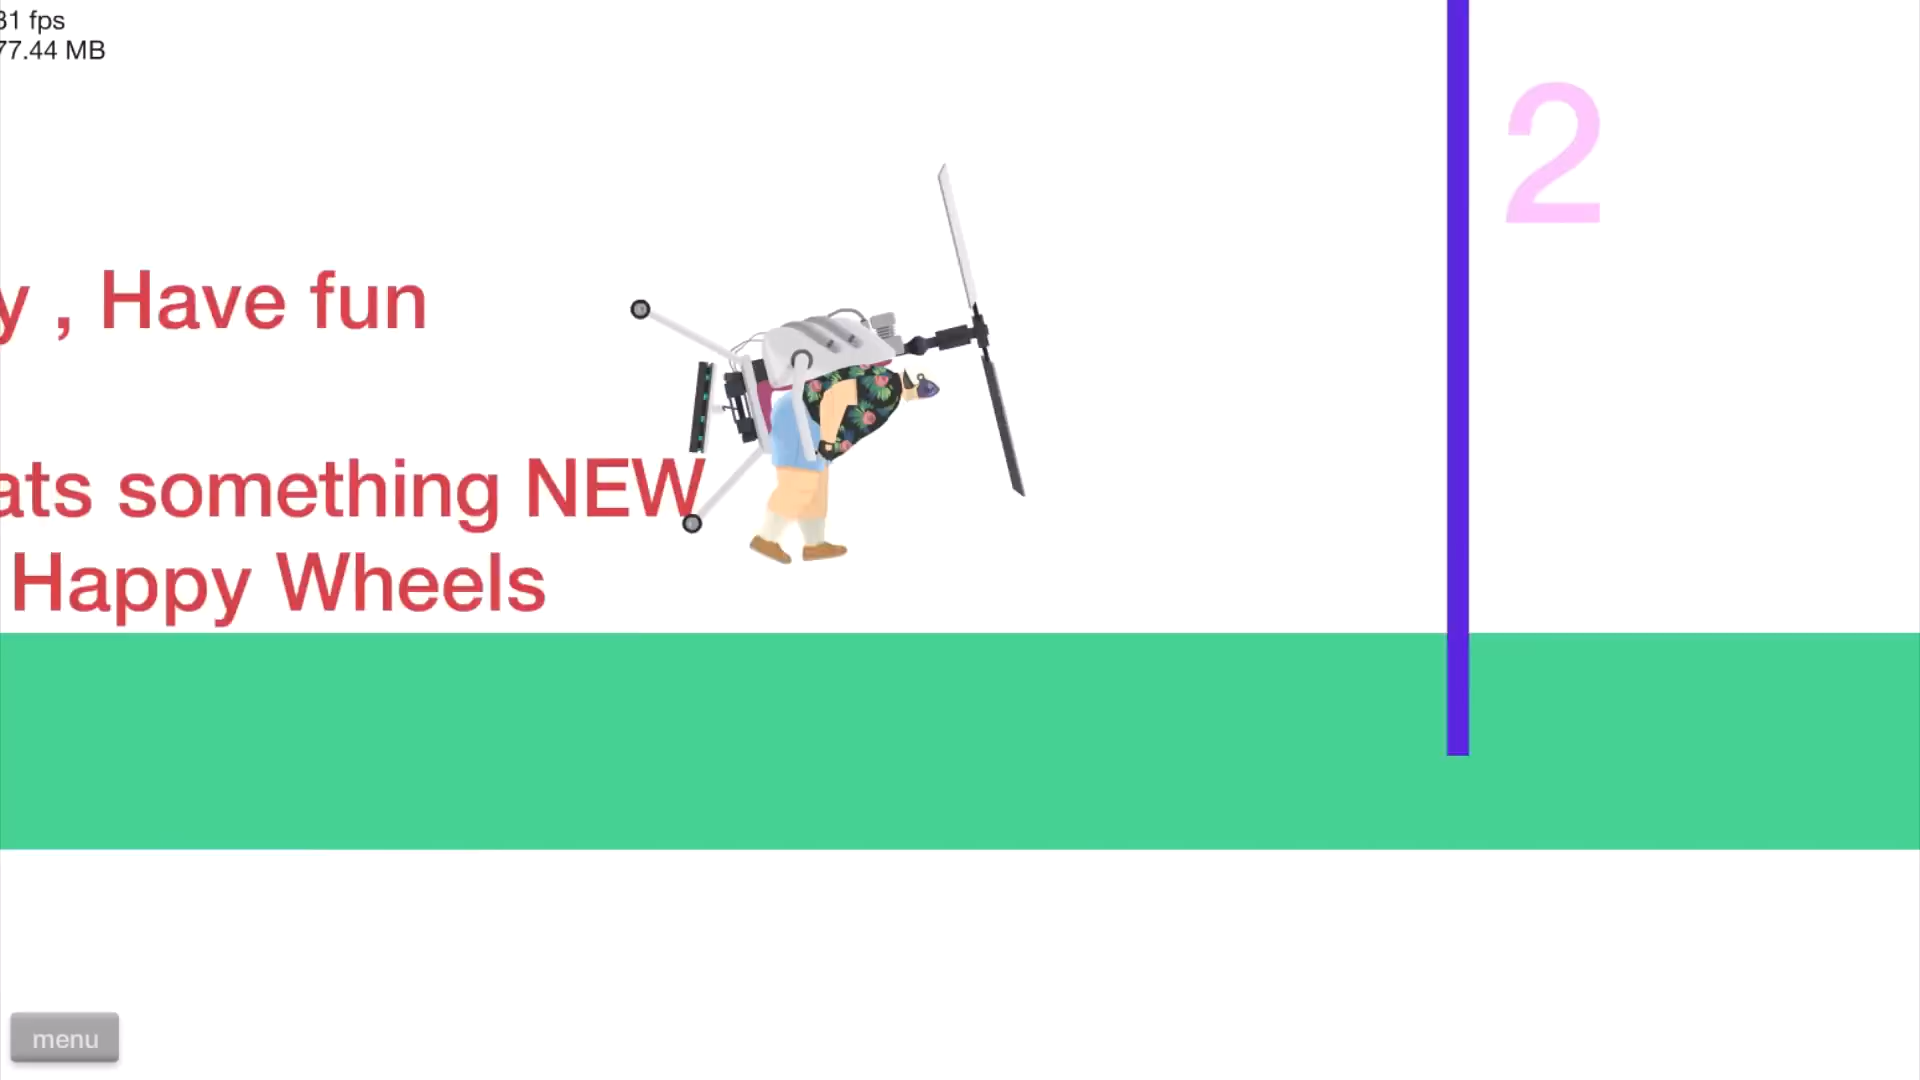 31 fps
77.44 MB
2
y , Have fun
ats something NEW
Happy Wheels
menu